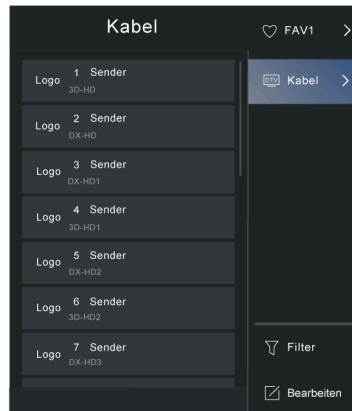 Kabel
Logo 1 Sender
3D-HD
Logo 2 Sender
DX-HD
Logo 3 Sender
DX-HD1
Logo 4 Sender
3D-HD1
Logo 5 Sender
DX-HD2
Logo 6 Sender
3D-HD2
Logo 7 Sender
DX-HD3
FAV1
DTV Kabel
Filter
Bearbeiten